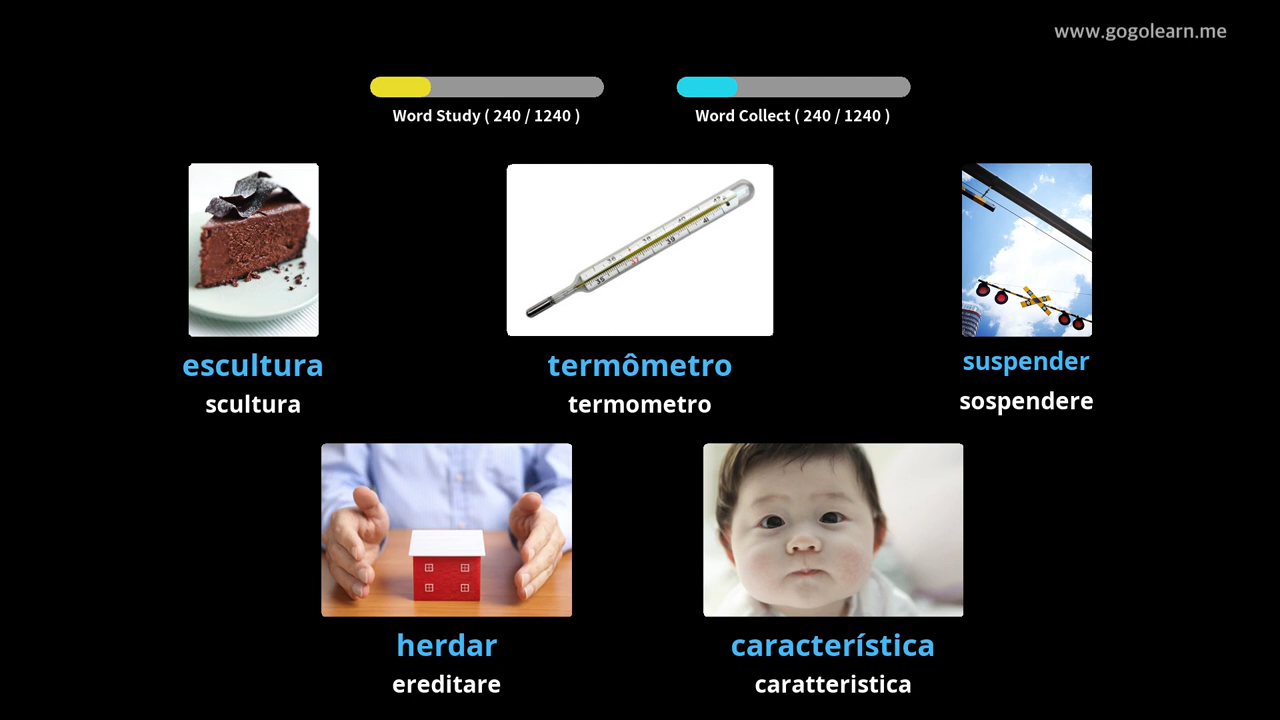 www.gogolearn.me
Word Study ( 240 / 1240 )
Word Collect ( 240 / 1240 )
escultura
scultura
termômetro
termometro
suspender
sospendere
herdar
ereditare
característica
caratteristica